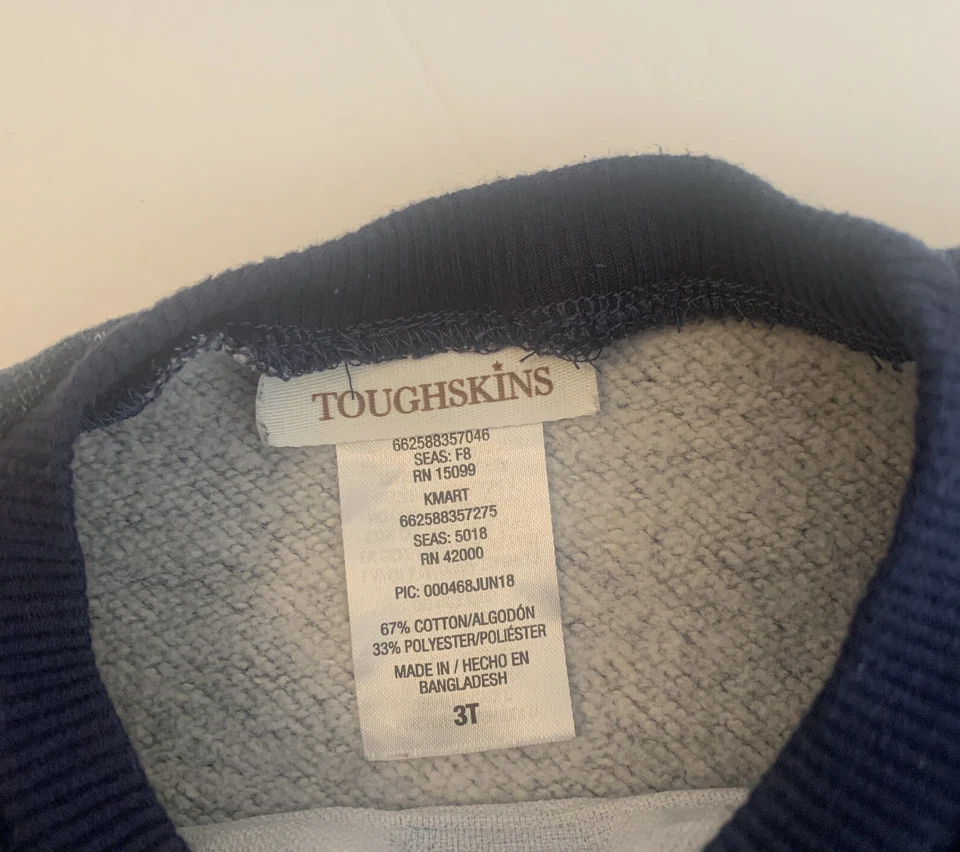 TOUGHSKINS
662588357046
SEAS: F8
RN 15099
KMART
662588357275
SEAS: 5018
RN 42000
PIC: 000468JUN18
67% COTTON/ALGODÓN
33% POLYESTER/POLIÉSTER
MADE IN / HECHO EN
BANGLADESH
3T